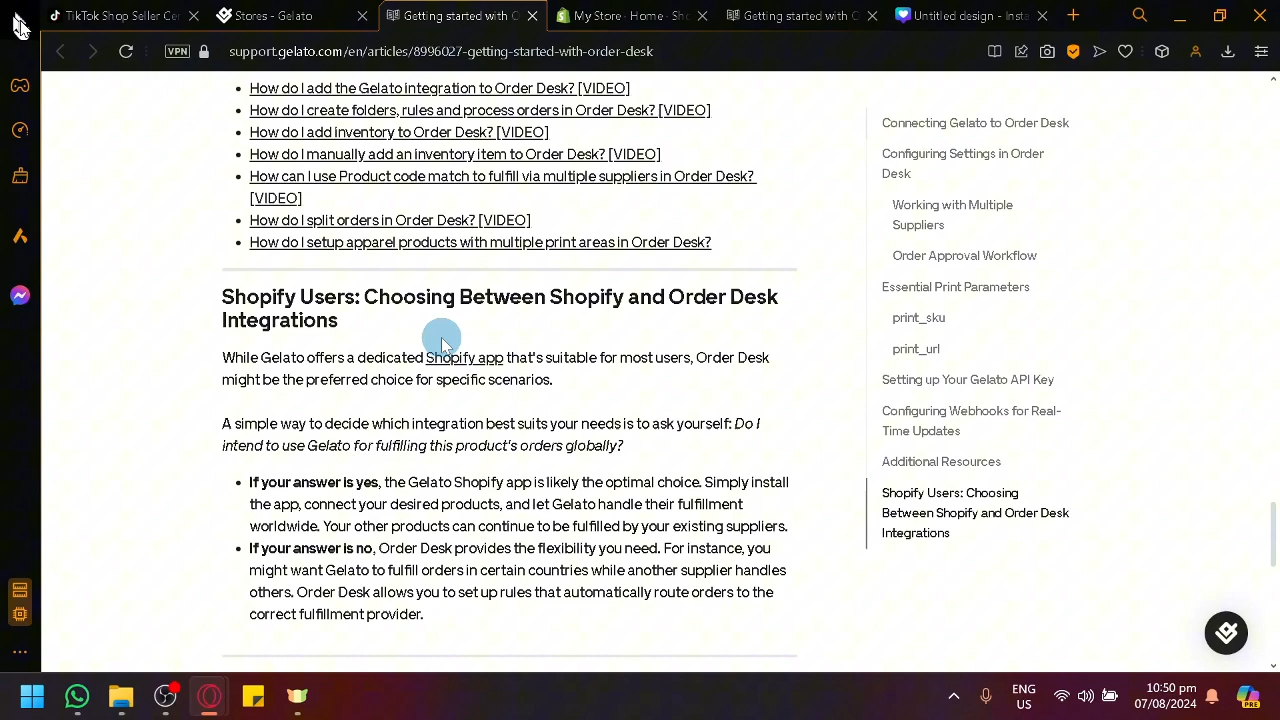 TikTok Shop Seller Cer
Stores - Gelato
Getting started with O
My Store · Home · Sho
Getting started with O
Untitled design - Insta
VPN
support.gelato.com/en/articles/8996027-getting-started-with-order-desk
How do I add the Gelato integration to Order Desk? [VIDEO]
How do I create folders, rules and process orders in Order Desk? [VIDEO]
How do I add inventory to Order Desk? [VIDEO]
How do I manually add an inventory item to Order Desk? [VIDEO]
How can I use Product code match to fulfill via multiple suppliers in Order Desk?
[VIDEO]
How do I split orders in Order Desk? [VIDEO]
How do I setup apparel products with multiple print areas in Order Desk?
Shopify Users: Choosing Between Shopify and Order Desk
Integrations
While Gelato offers a dedicated Shopify app that's suitable for most users, Order Desk
might be the preferred choice for specific scenarios.
A simple way to decide which integration best suits your needs is to ask yourself: Do I
intend to use Gelato for fulfilling this product's orders globally?
If your answer is yes, the Gelato Shopify app is likely the optimal choice. Simply install
the app, connect your desired products, and let Gelato handle their fulfillment
worldwide. Your other products can continue to be fulfilled by your existing suppliers.
If your answer is no, Order Desk provides the flexibility you need. For instance, you
might want Gelato to fulfill orders in certain countries while another supplier handles
others. Order Desk allows you to set up rules that automatically route orders to the
correct fulfillment provider.
Connecting Gelato to Order Desk
Configuring Settings in Order
Desk
Working with Multiple
Suppliers
Order Approval Workflow
Essential Print Parameters
print_sku
print_url
Setting up Your Gelato API Key
Configuring Webhooks for Real-
Time Updates
Additional Resources
Shopify Users: Choosing
Between Shopify and Order Desk
Integrations
ENG
US
10:50 pm
07/08/2024
PRE